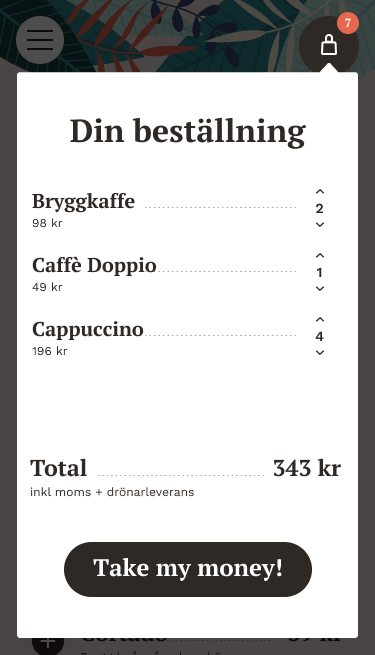 7
Din beställning
Bryggkaffe
2
98 kr
Caffè Doppio
1
49 kr
Cappuccino
4
196 kr
Total 343 kr
inkl moms + drönarleverans
Take my money!